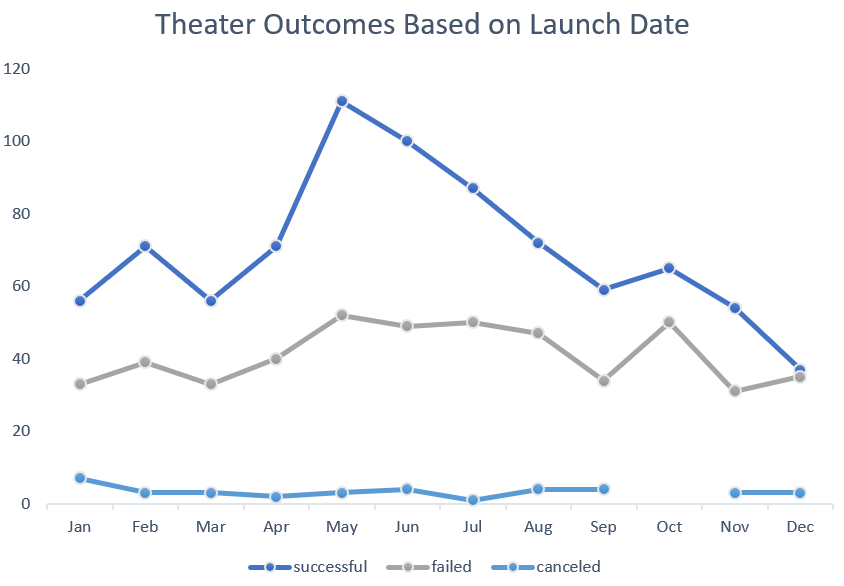 Theater Outcomes Based on Launch Date
120
100
80
60
40
20
0
Jan Feb Mar Apr May Jun Jul Aug Sep Oct Nov Dec
successful failed canceled